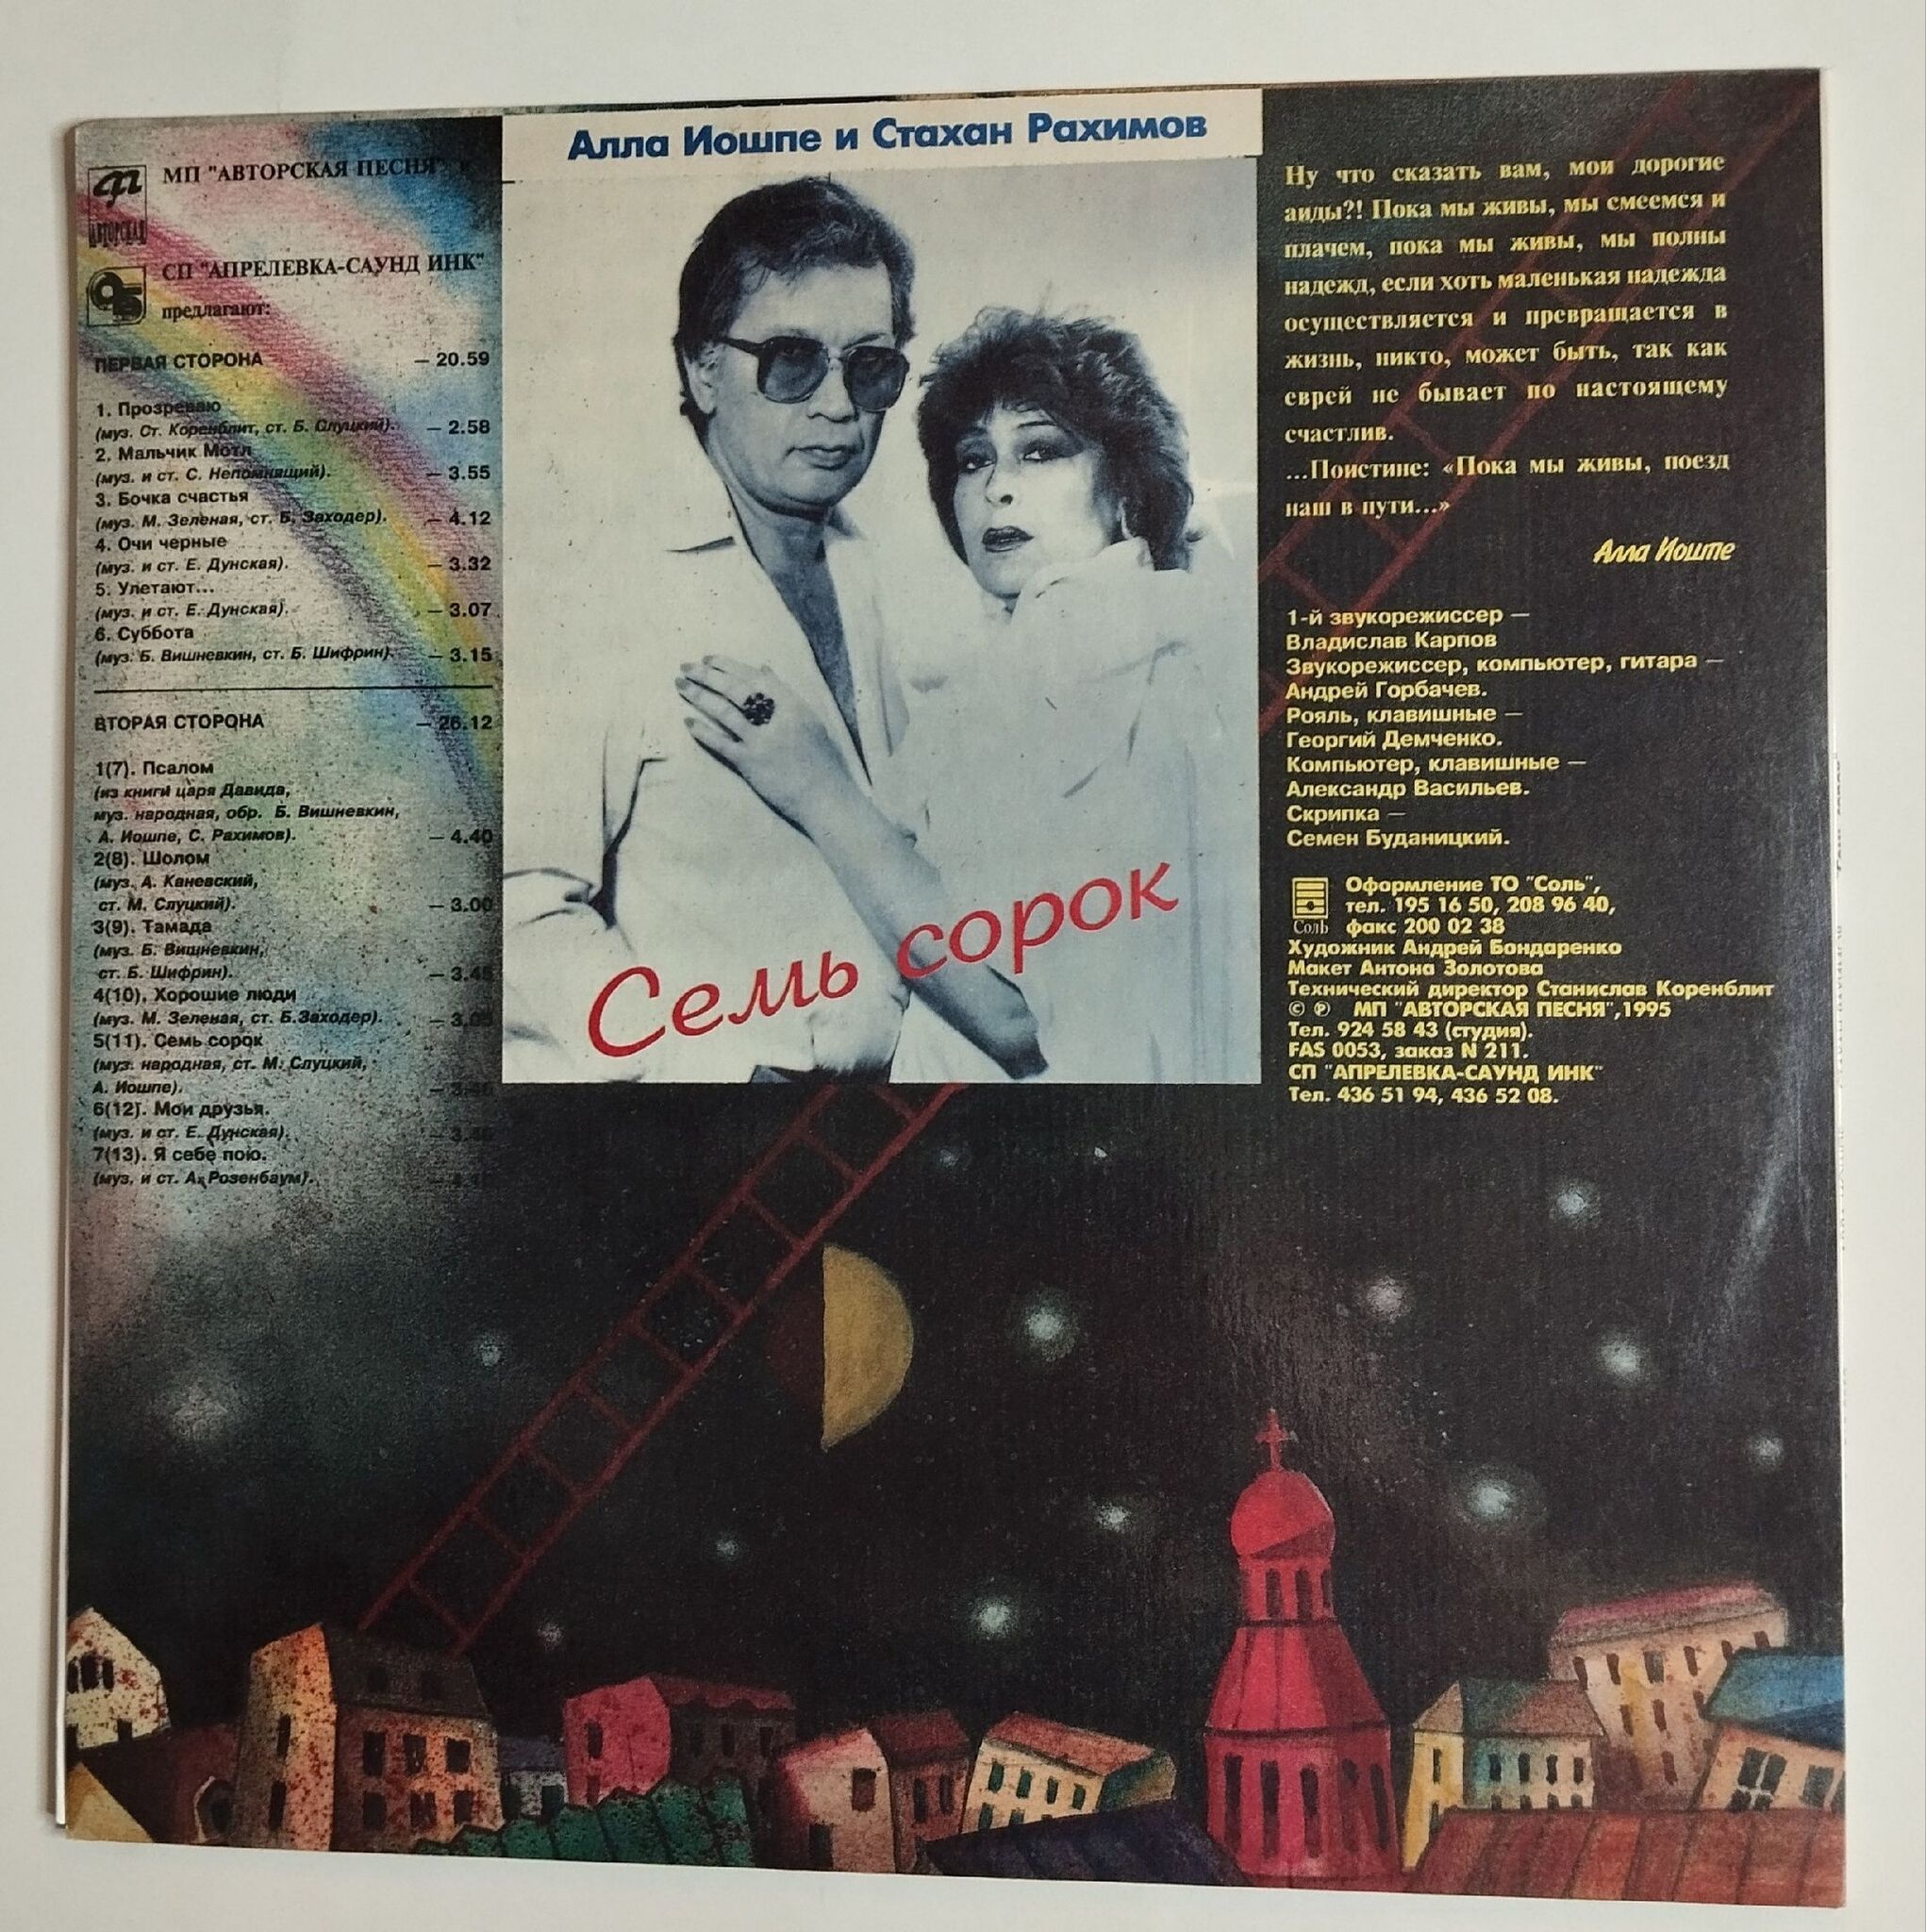 Алла Иошпе и Стахан Рахимов
МП "АВТОРСКАЯ ПЕСНЯ"
АВТОРСКАЯ
СП "АПРЕЛЕВКА-САУНД ИНК"
предлагают:
ПЕРВАЯ СТОРОНА – 20.59
1. Прозреваю
(муз. Ст. Коренблит, ст. Б. Слуцкий). – 2.58
2. Мальчик Мотл
(муз. и ст. С. Непомнящий). – 3.55
3. Бочка счастья
(муз. М. Зеленая, ст. Б. Заходер). – 4.12
4. Очи черные
(муз. и ст. Е. Дунская). – 3.32
5. Улетают...
(муз. и ст. Е. Дунская). – 3.07
6. Суббота
(муз. Б. Вишневкин, ст. Б. Шифрин). – 3.15
ВТОРАЯ СТОРОНА – 26.12
1(7). Псалом
(из книги царя Давида,
муз. народная, обр. Б. Вишневкин,
А. Иошпе, С. Рахимов). – 4.40
2(8). Шолом
(муз. А. Каневский,
ст. М. Слуцкий). – 3.00
3(9). Тамада
(муз. Б. Вишневкин,
ст. Б. Шифрин).
4(10). Хорошие люди
(муз. М. Зеленая, ст. Б.Заходер).
5(11). Семь сорок
(муз. народная, ст. М. Слуцкий,
А. Иошпе).
6(12). Мои друзья.
(муз. и ст. Е. Дунская).
7(13). Я себе пою.
(муз. и ст. А. Розенбаум).
Семь сорок
Ну что сказать вам, мои дорогие
аиды?! Пока мы живы, мы смеемся и
плачем, пока мы живы, мы полны
надежд, если хоть маленькая надежда
осуществляется и превращается в
жизнь, никто, может быть, так как
еврей не бывает по настоящему
счастлив.
...Поистине: «Пока мы живы, поезд
наш в пути...»
Алла Иошпе
1-й звукорежиссер –
Владислав Карпов
Звукорежиссер, компьютер, гитара –
Андрей Горбачев.
Рояль, клавишные –
Георгий Демченко.
Компьютер, клавишные –
Александр Васильев.
Скрипка –
Семен Буданицкий.
Оформление ТО "Соль",
тел. 195 16 50, 208 96 40,
СолЬ факс 200 02 38
Художник Андрей Бондаренко
Макет Антона Золотова
Технический директор Станислав Коренблит
© ℗ МП "АВТОРСКАЯ ПЕСНЯ",1995
Тел. 924 58 43 (студия).
FAS 0053, заказ N 211.
СП "АПРЕЛЕВКА-САУНД ИНК"
Тел. 436 51 94, 436 52 08.